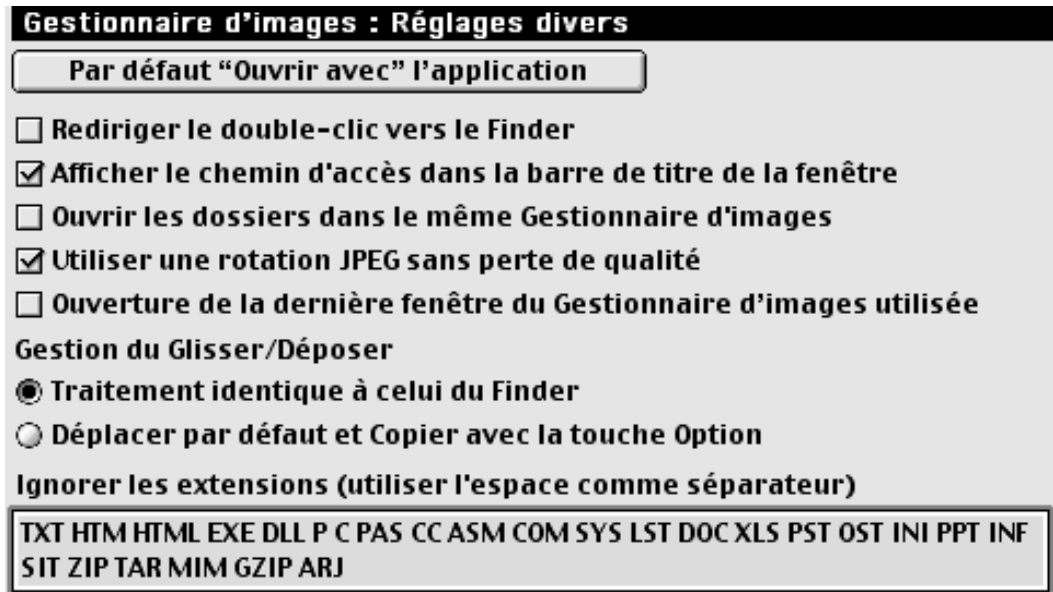 Gestionnaire d’images : Réglages divers
Par défaut “Ouvrir avec” l’application
Rediriger le double-clic vers le Finder
Afficher le chemin d'accès dans la barre de titre de la fenêtre
Ouvrir les dossiers dans le même Gestionnaire d'images
Utiliser une rotation JPEG sans perte de qualité
Ouverture de la dernière fenêtre du Gestionnaire d’images utilisée
Gestion du Glisser/Déposer
Traitement identique à celui du Finder
Déplacer par défaut et Copier avec la touche Option
Ignorer les extensions (utiliser l'espace comme séparateur)
TXT HTM HTML EXE DLL P C PAS CC ASM COM SYS LST DOC XLS PST OST INI PPT INF
SIT ZIP TAR MIM GZIP ARJ